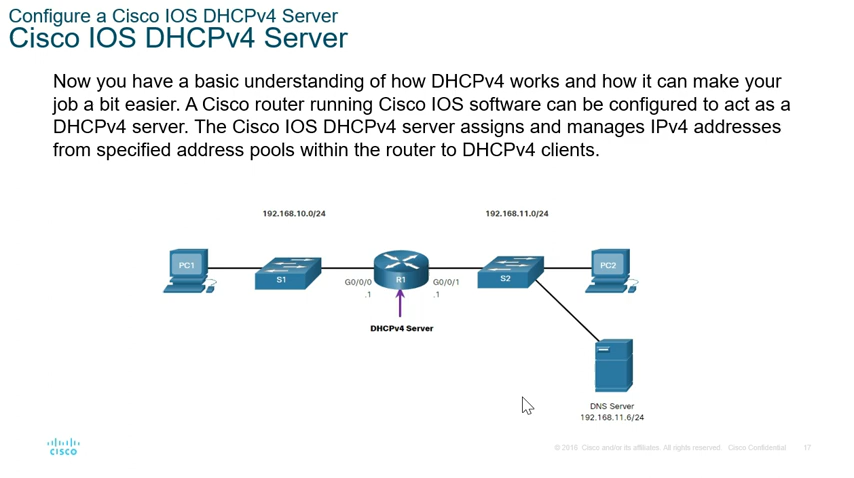 Configure a Cisco IOS DHCPv4 Server
Cisco IOS DHCPv4 Server
Now you have a basic understanding of how DHCPv4 works and how it can make your
job a bit easier. A Cisco router running Cisco IOS software can be configured to act as a
DHCPv4 server. The Cisco IOS DHCPv4 server assigns and manages IPv4 addresses
from specified address pools within the router to DHCPv4 clients.
192.168.10.0/24 192.168.11.0/24
PC1 S1 R1 S2 PC2
G0/0/0 G0/0/1
.1 .1
DHCPv4 Server
DNS Server
192.168.11.6/24
CISCO
© 2016 Cisco and/or its affiliates. All rights reserved. Cisco Confidential 17